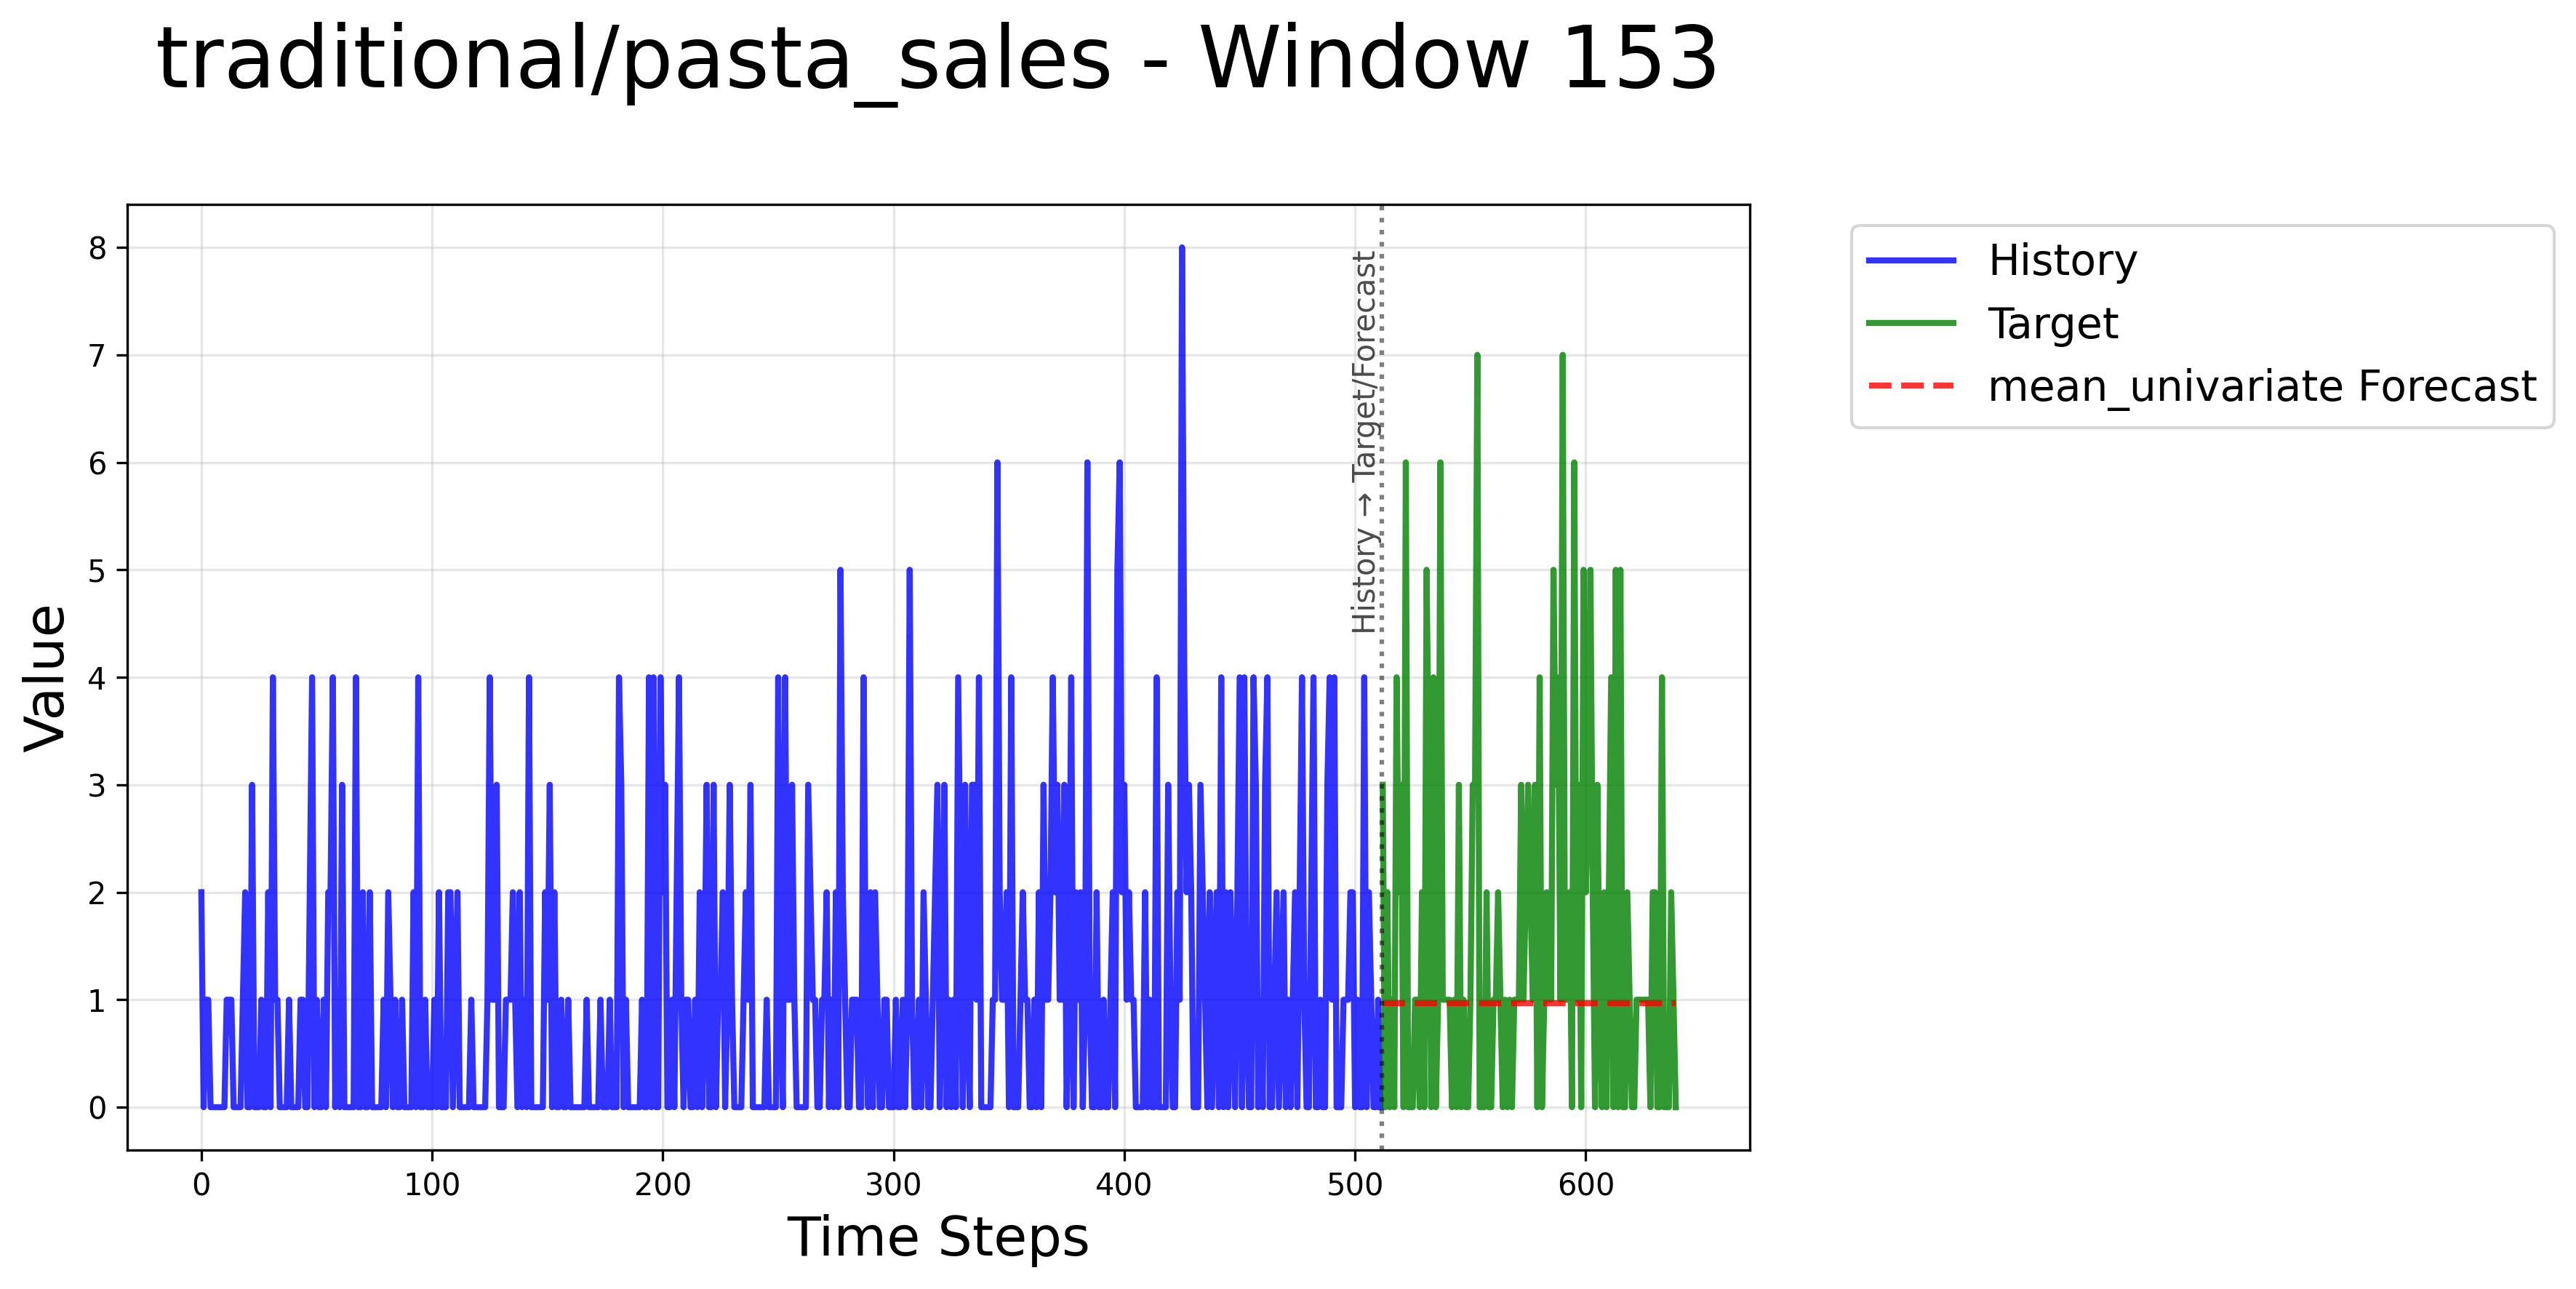 traditional/pasta_sales - Window 153
History
Target
mean_univariate Forecast
History → Target/Forecast
Value
8
7
6
5
4
3
2
1
0
0 100 200 300 400 500 600
Time Steps